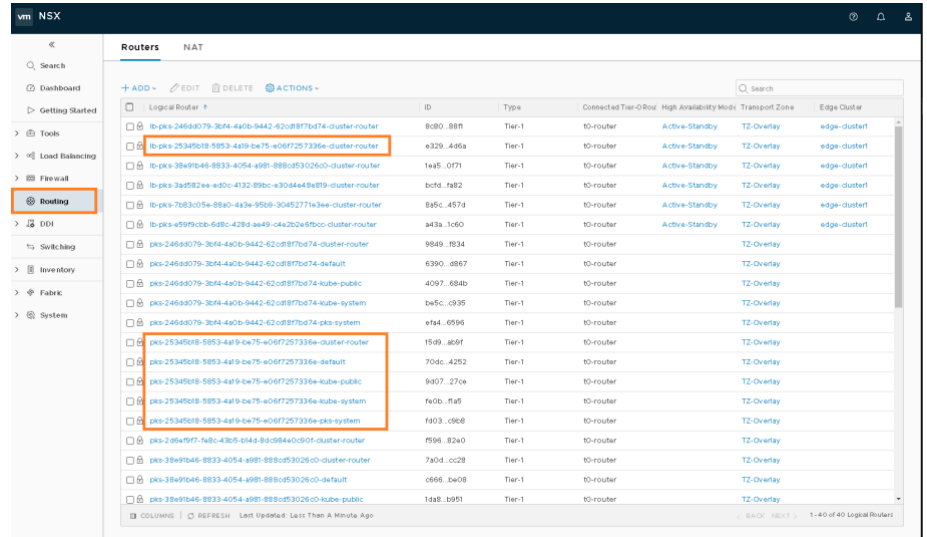 vm NSX
Routers NAT
Search
Dashboard
Getting Started
Tools
Load Balancing
Firewall
Routing
DDI
Switching
Inventory
Fabric
System
+ ADD EDIT DELETE ACTIONS Search
Logical Router ID Type Connected Tier-0 Rout High Availability Mode Transport Zone Edge Cluster
lb-pks-246dd079-3bf4-4a0b-9442-62cd18f7bd74-cluster-router 8c80...88f1 Tier-1 t0-router Active-Standby TZ-Overlay edge-cluster1
lb-pks-25345b18-5853-4a19-be75-e06f7257336e-cluster-router e329...4d6a Tier-1 t0-router Active-Standby TZ-Overlay edge-cluster1
lb-pks-38e91b46-8833-4054-a981-888cd53026c0-cluster-router 1ea5...0f71 Tier-1 t0-router Active-Standby TZ-Overlay edge-cluster1
lb-pks-3ad582ee-ed0c-4132-89bc-e30d4e48e819-cluster-router bcfd...fa82 Tier-1 t0-router Active-Standby TZ-Overlay edge-cluster1
lb-pks-7b83c05e-88a0-4a3e-95b9-30452771e3ee-cluster-router 8a5c...457d Tier-1 t0-router Active-Standby TZ-Overlay edge-cluster1
lb-pks-e59f9cbb-6d8c-428d-ae49-c4e2b2e6fbcc-cluster-router a43a...1c60 Tier-1 t0-router Active-Standby TZ-Overlay edge-cluster1
pks-246dd079-3bf4-4a0b-9442-62cd18f7bd74-cluster-router 9849...f834 Tier-1 t0-router TZ-Overlay
pks-246dd079-3bf4-4a0b-9442-62cd18f7bd74-default 6390...d867 Tier-1 t0-router TZ-Overlay
pks-246dd079-3bf4-4a0b-9442-62cd18f7bd74-kube-public 4097...684b Tier-1 t0-router TZ-Overlay
pks-246dd079-3bf4-4a0b-9442-62cd18f7bd74-kube-system be5c...c935 Tier-1 t0-router TZ-Overlay
pks-246dd079-3bf4-4a0b-9442-62cd18f7bd74-pks-system efa4...6596 Tier-1 t0-router TZ-Overlay
pks-25345b18-5853-4a19-be75-e06f7257336e-cluster-router 15d9...ab9f Tier-1 t0-router TZ-Overlay
pks-25345b18-5853-4a19-be75-e06f7257336e-default 70dc...4252 Tier-1 t0-router TZ-Overlay
pks-25345b18-5853-4a19-be75-e06f7257336e-kube-public 9d07...27ce Tier-1 t0-router TZ-Overlay
pks-25345b18-5853-4a19-be75-e06f7257336e-kube-system fe0b...f1a5 Tier-1 t0-router TZ-Overlay
pks-25345b18-5853-4a19-be75-e06f7257336e-pks-system fd03...c9b8 Tier-1 t0-router TZ-Overlay
pks-2d6ef9f7-fe8c-43b5-b14d-8dc984e0c90f-cluster-router f596...82e0 Tier-1 t0-router TZ-Overlay
pks-38e91b46-8833-4054-a981-888cd53026c0-cluster-router 7a0d...cc28 Tier-1 t0-router TZ-Overlay
pks-38e91b46-8833-4054-a981-888cd53026c0-default c666...be08 Tier-1 t0-router TZ-Overlay
pks-38e91b46-8833-4054-a981-888cd53026c0-kube-public 1da8...b951 Tier-1 t0-router TZ-Overlay
COLUMNS REFRESH Last Updated: Less Than A Minute Ago BACK NEXT 1-40 of 40 Logical Routers